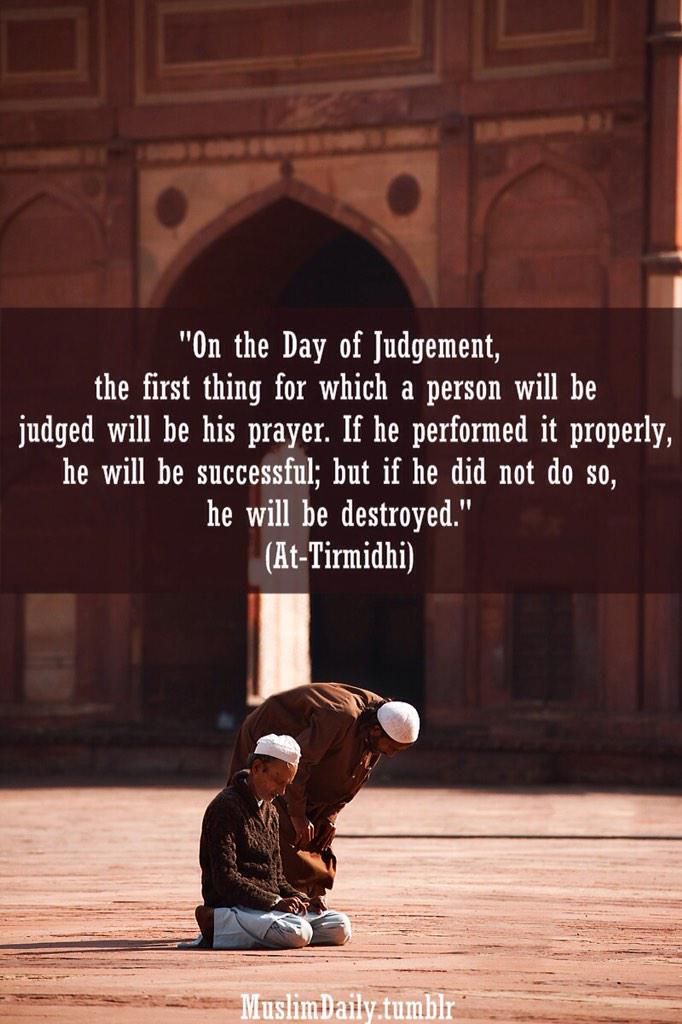 "On the Day of Judgement,
the first thing for which a person will be
judged will be his prayer. If he performed it properly,
he will be successful; but if he did not do so,
he will be destroyed."
(At-Tirmidhi)
MuslimDaily.tumblr